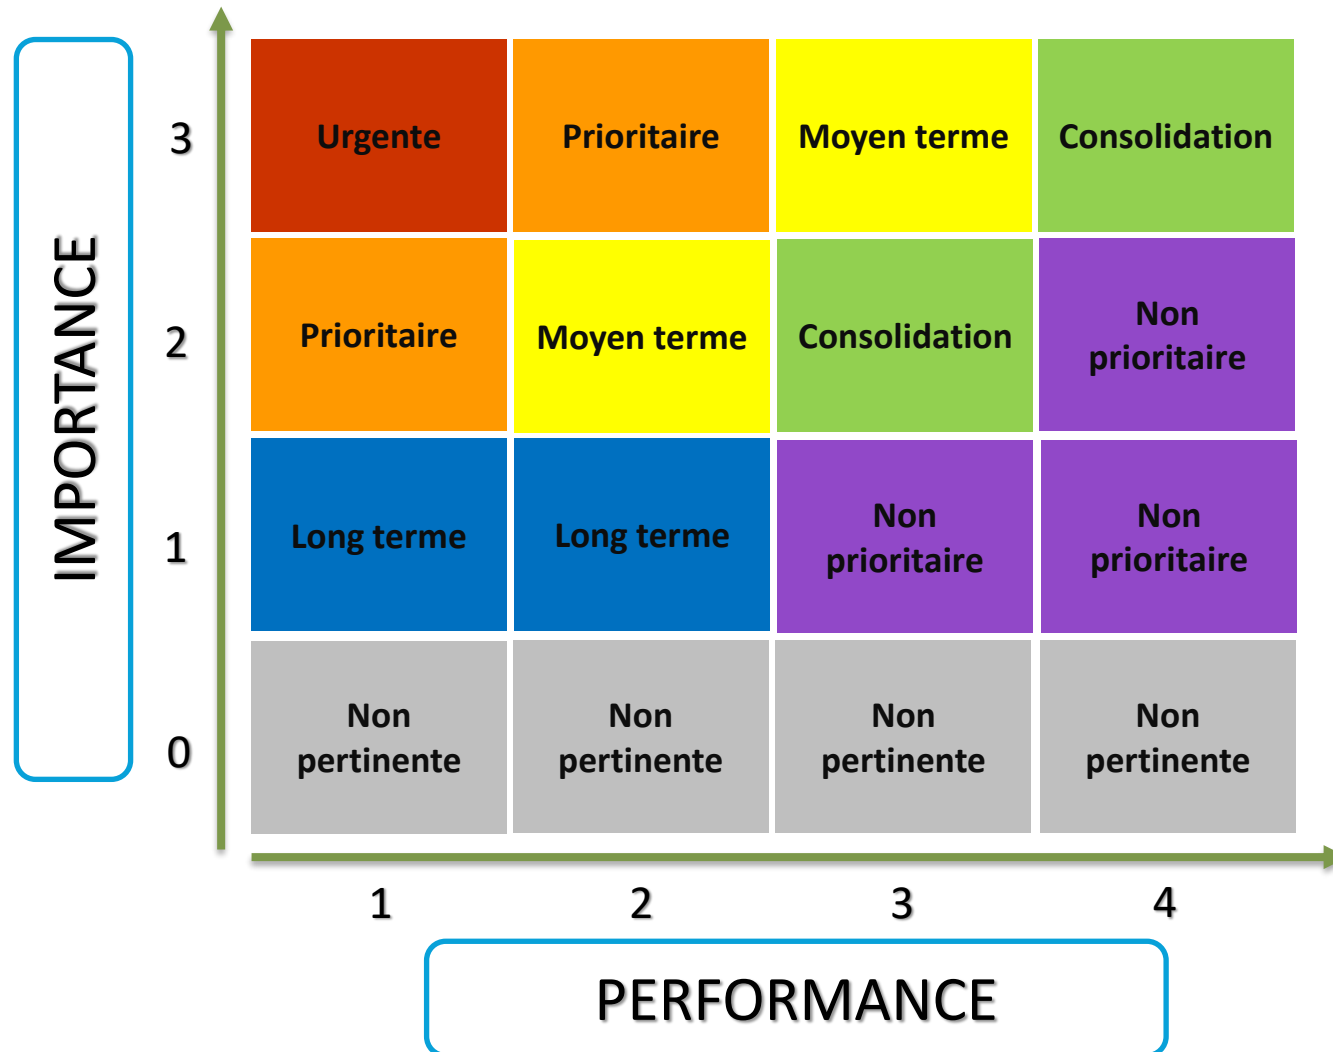 IMPORTANCE
3
Urgente
Prioritaire
Moyen terme
Consolidation
2
Prioritaire
Moyen terme
Consolidation
Non
prioritaire
1
Long terme
Long terme
Non
prioritaire
Non
prioritaire
0
Non
pertinente
Non
pertinente
Non
pertinente
Non
pertinente
1
2
3
4
PERFORMANCE